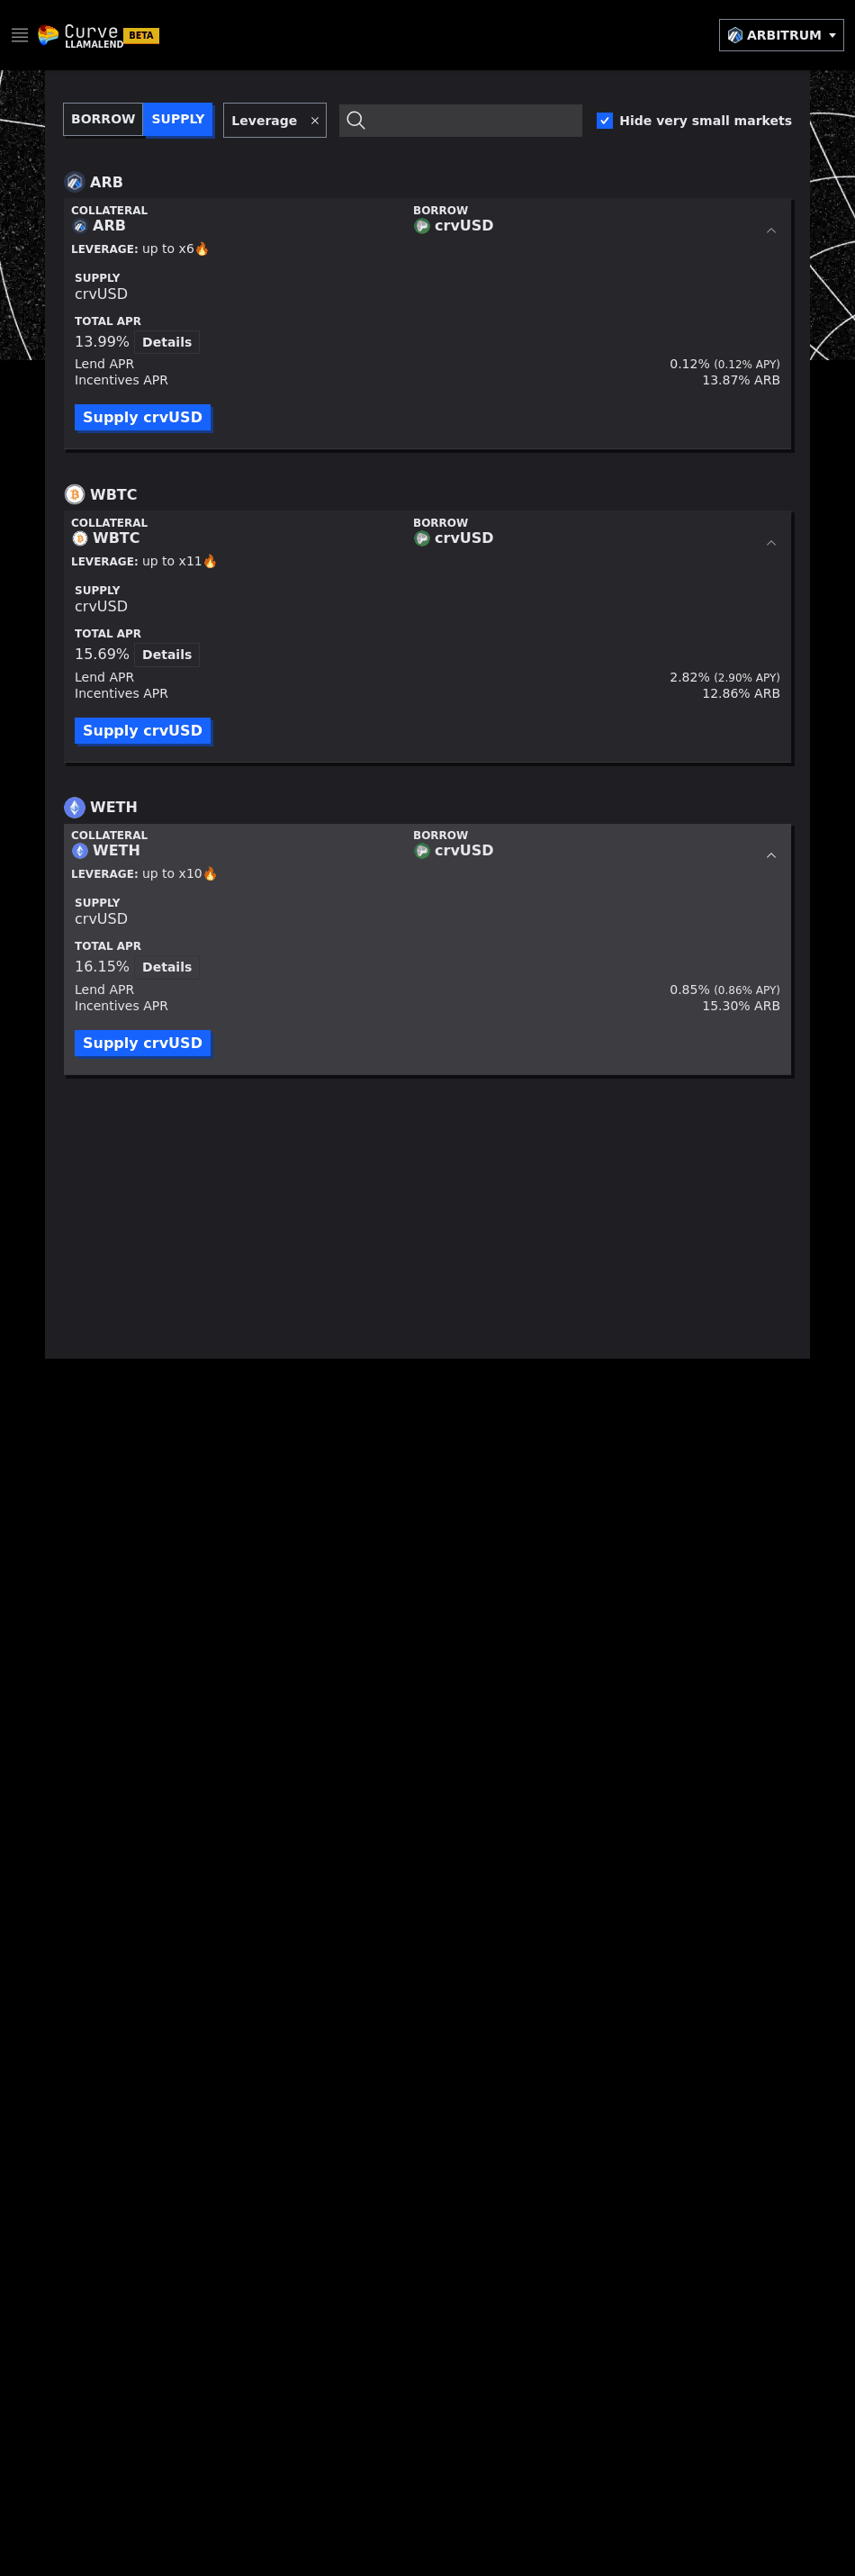 Curve
LLAMALEND BETA
ARBITRUM
BORROW SUPPLY Leverage × Hide very small markets
ARB
COLLATERAL BORROW
ARB crvUSD
LEVERAGE: up to x6🔥
SUPPLY
crvUSD
TOTAL APR
13.99% Details
Lend APR 0.12% (0.12% APY)
Incentives APR 13.87% ARB
Supply crvUSD
WBTC
COLLATERAL BORROW
WBTC crvUSD
LEVERAGE: up to x11🔥
SUPPLY
crvUSD
TOTAL APR
15.69% Details
Lend APR 2.82% (2.90% APY)
Incentives APR 12.86% ARB
Supply crvUSD
WETH
COLLATERAL BORROW
WETH crvUSD
LEVERAGE: up to x10🔥
SUPPLY
crvUSD
TOTAL APR
16.15% Details
Lend APR 0.85% (0.86% APY)
Incentives APR 15.30% ARB
Supply crvUSD